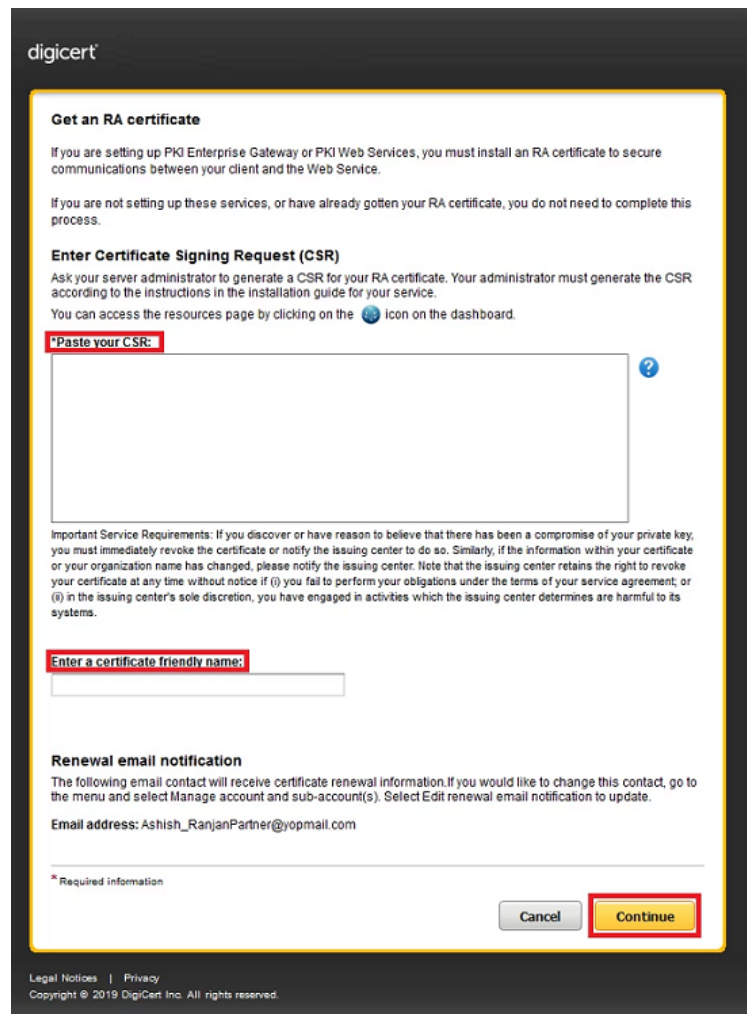 digicert
Get an RA certificate
If you are setting up PKI Enterprise Gateway or PKI Web Services, you must install an RA certificate to secure
communications between your client and the Web Service.
If you are not setting up these services, or have already gotten your RA certificate, you do not need to complete this
process.
Enter Certificate Signing Request (CSR)
Ask your server administrator to generate a CSR for your RA certificate. Your administrator must generate the CSR
according to the instructions in the installation guide for your service.
You can access the resources page by clicking on the icon on the dashboard.
*Paste your CSR:
?
Important Service Requirements: If you discover or have reason to believe that there has been a compromise of your private key,
you must immediately revoke the certificate or notify the issuing center to do so. Similarly, if the information within your certificate
or your organization name has changed, please notify the issuing center. Note that the issuing center retains the right to revoke
your certificate at any time without notice if (i) you fail to perform your obligations under the terms of your service agreement; or
(ii) in the issuing center's sole discretion, you have engaged in activities which the issuing center determines are harmful to its
systems.
Enter a certificate friendly name:
Renewal email notification
The following email contact will receive certificate renewal information.If you would like to change this contact, go to
the menu and select Manage account and sub-account(s). Select Edit renewal email notification to update.
Email address: Ashish_RanjanPartner@yopmail.com
* Required information
Cancel Continue
Legal Notices | Privacy
Copyright © 2019 DigiCert Inc. All rights reserved.